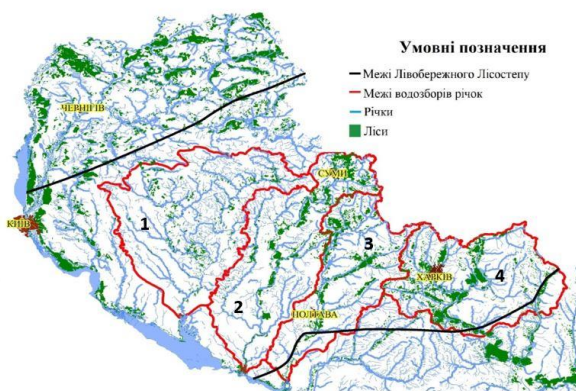 Умовні позначення
Межі Лівобережного Лісостепу
Межі водозборів річок
Річки
Ліси
ЧЕРНІГІВ
СУМИ
КИЇВ
1
3
ХАРКІВ
4
2
ПОЛТАВА